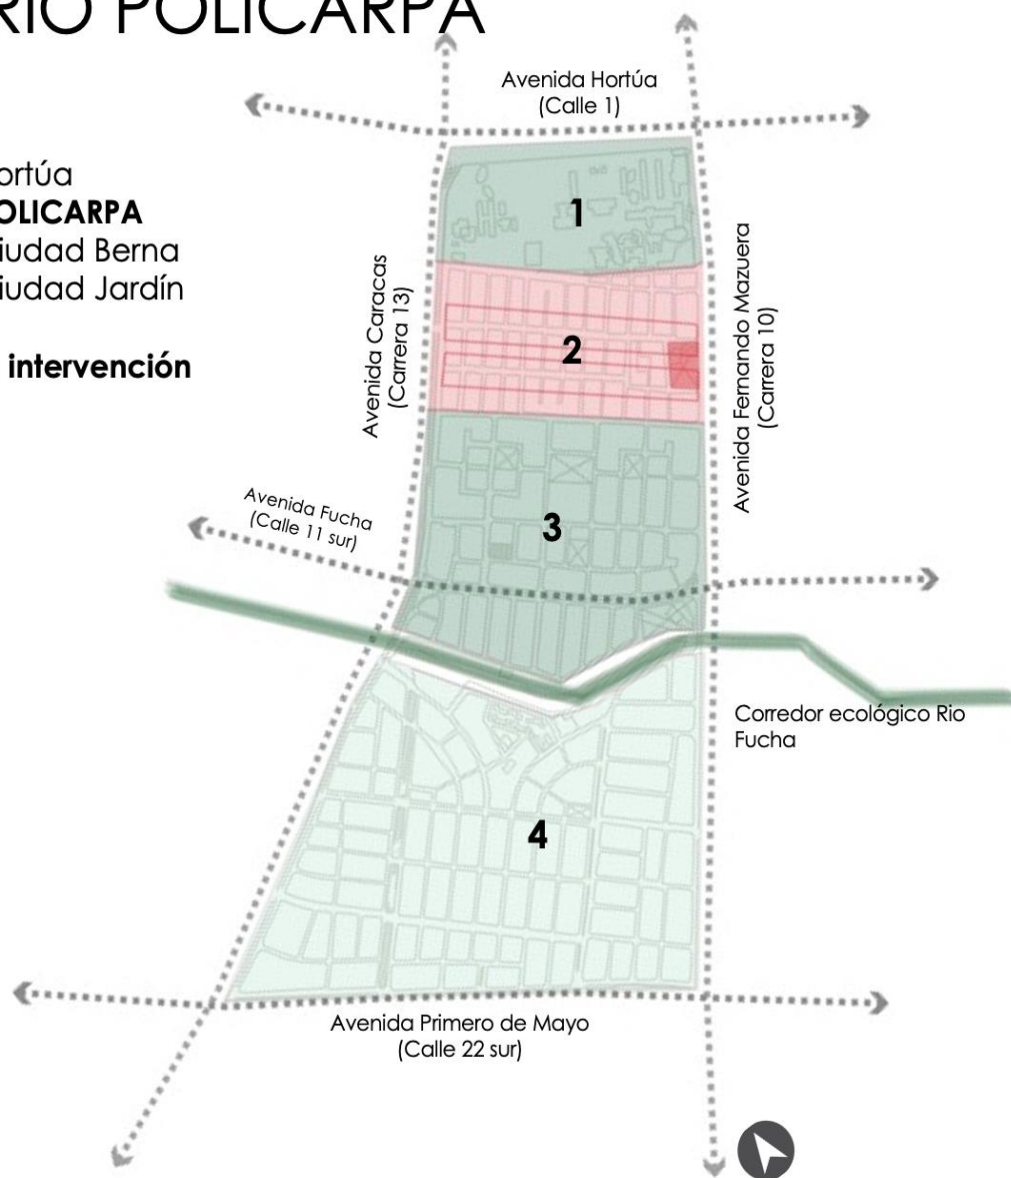 RIO POLICARPA
Avenida Hortúa
(Calle 1)
ortúa
OLICARPA
iudad Berna
iudad Jardín
intervención
1
Avenida Caracas
(Carrera 13)
2
Avenida Fernando Mazuera
(Carrera 10)
Avenida Fucha
(Calle 11 sur)
3
Corredor ecológico Rio
Fucha
4
Avenida Primero de Mayo
(Calle 22 sur)